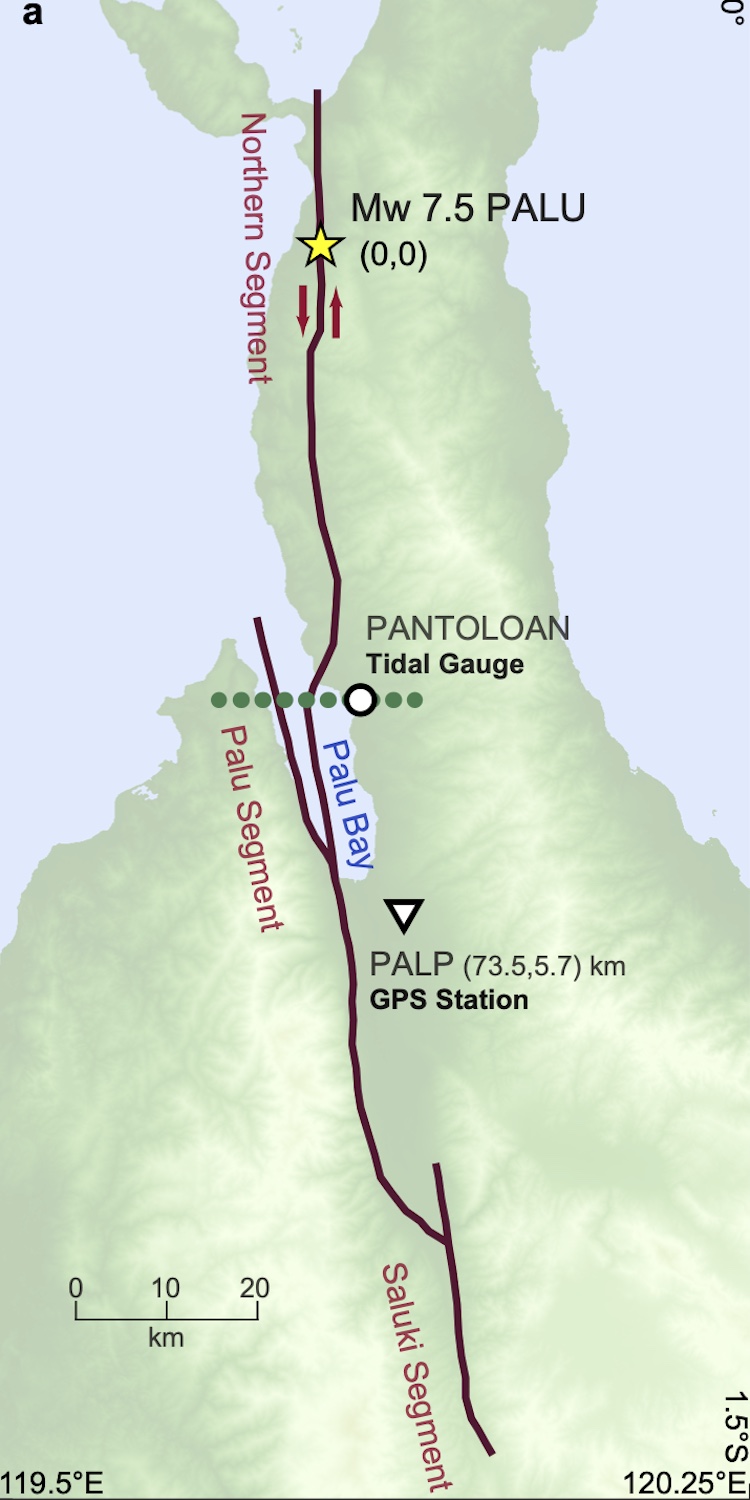 a
0°
Northern Segment
Mw 7.5 PALU
(0,0)
PANTOLOAN
Tidal Gauge
Palu Segment
Palu Bay
PALP (73.5,5.7) km
GPS Station
0 10 20
km
Saluki Segment
1.5°S
119.5°E
120.25°E